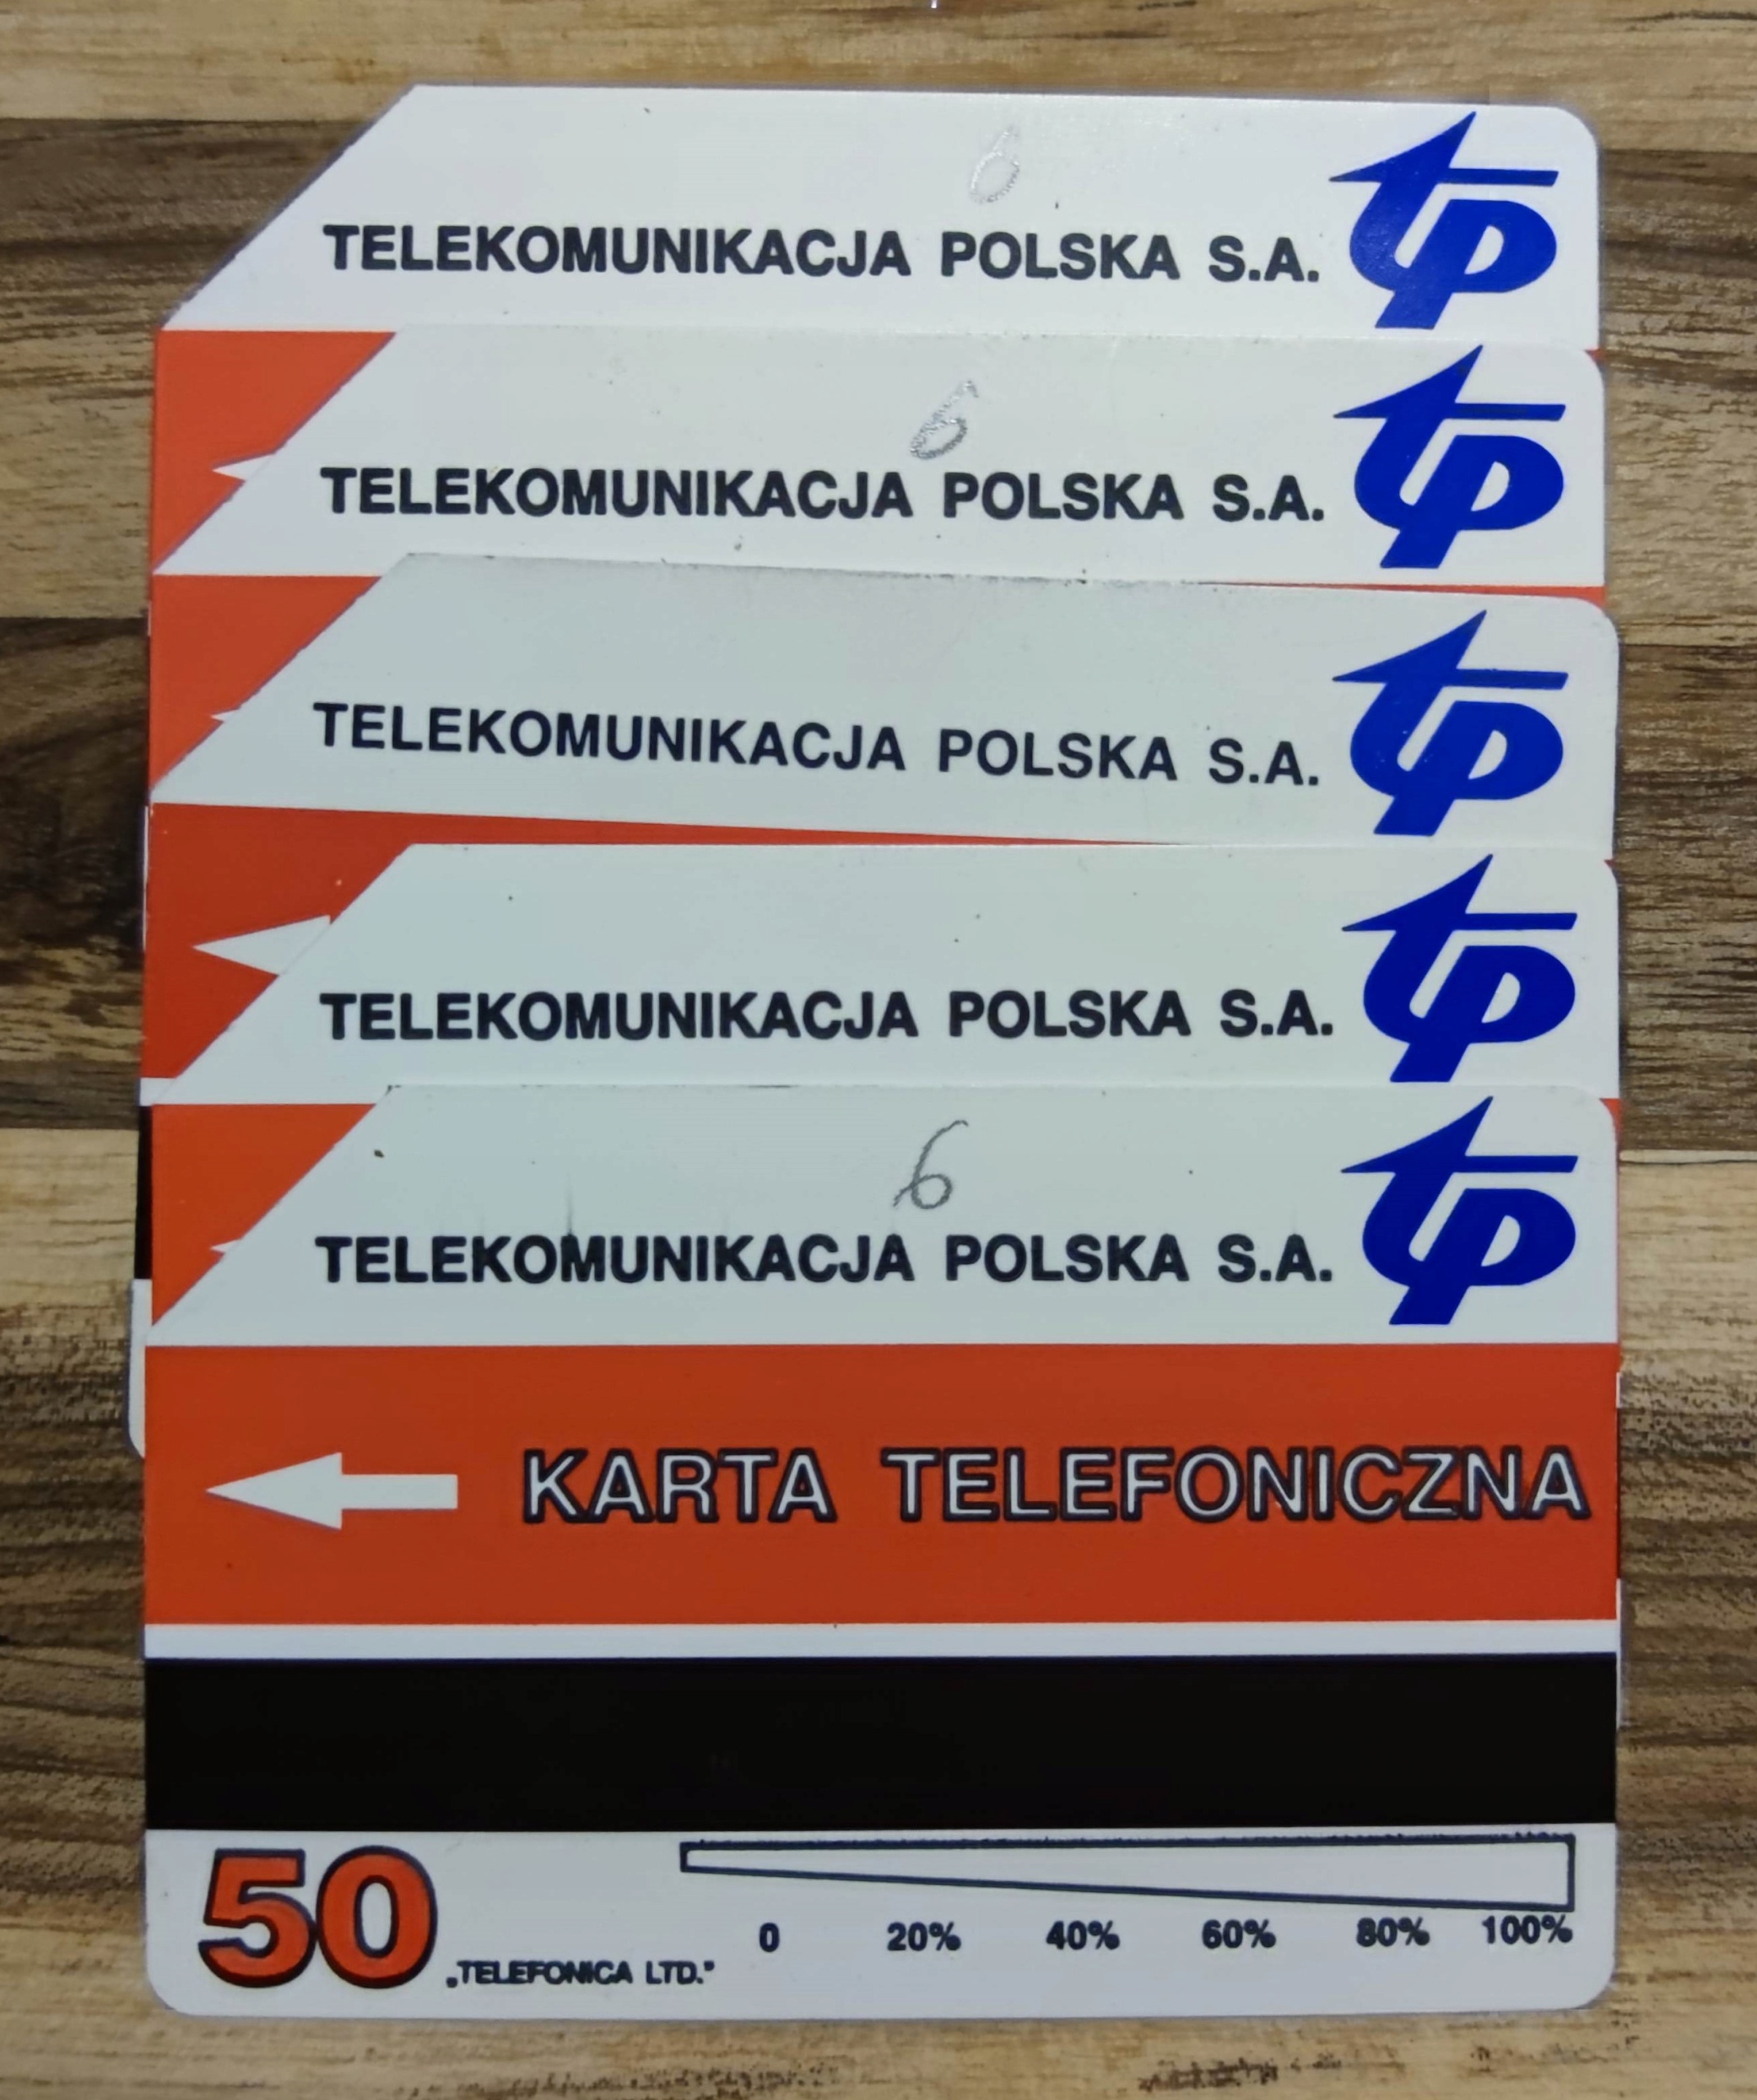 6
TELEKOMUNIKACJA POLSKA S.A. tp
6
TELEKOMUNIKACJA POLSKA S.A. tp
TELEKOMUNIKACJA POLSKA S.A. tp
TELEKOMUNIKACJA POLSKA S.A. tp
6
TELEKOMUNIKACJA POLSKA S.A. tp
KARTA TELEFONICZNA
50 „TELEFONICA LTD.”
0 20% 40% 60% 80% 100%